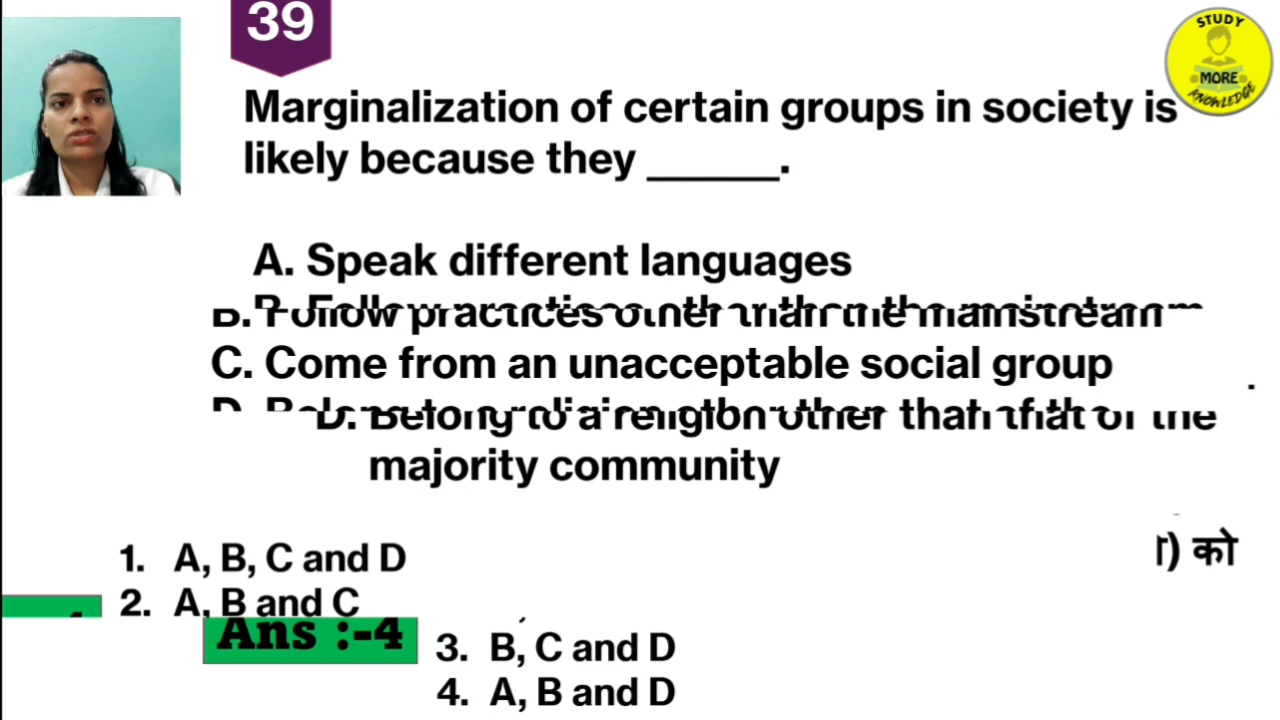 39
STUDY
MORE
KNOWLEDGE
Marginalization of certain groups in society is
likely because they ______.
A. Speak different languages
B. Follow practices other than the mainstream
C. Come from an unacceptable social group
D. Belong to a religion other than that of the
majority community
को
1. A, B, C and D
2. A, B and C
Ans :-4
3. B, C and D
4. A, B and D